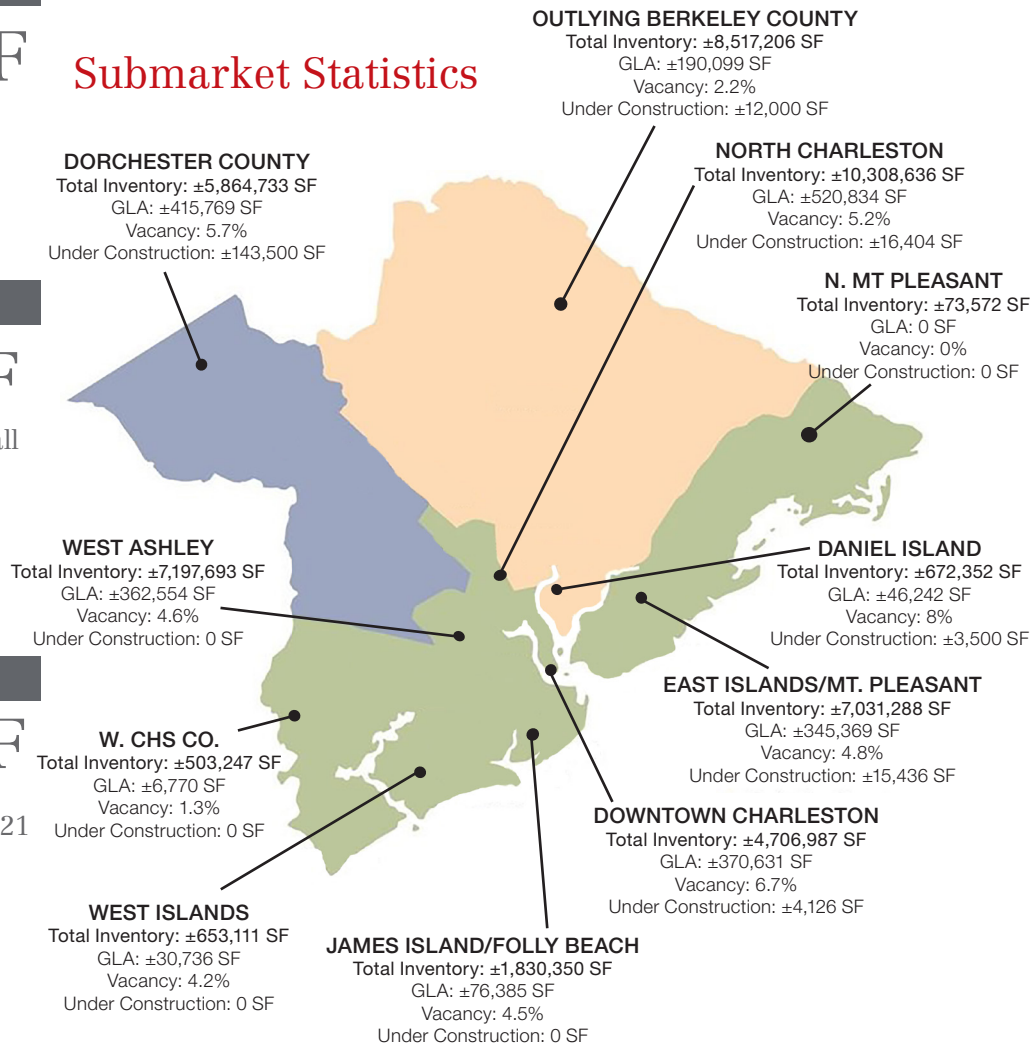 F
Submarket Statistics
OUTLYING BERKELEY COUNTY
Total Inventory: ±8,517,206 SF
GLA: ±190,099 SF
Vacancy: 2.2%
Under Construction: ±12,000 SF
NORTH CHARLESTON
Total Inventory: ±10,308,636 SF
GLA: ±520,834 SF
Vacancy: 5.2%
Under Construction: ±16,404 SF
DORCHESTER COUNTY
Total Inventory: ±5,864,733 SF
GLA: ±415,769 SF
Vacancy: 5.7%
Under Construction: ±143,500 SF
N. MT PLEASANT
Total Inventory: ±73,572 SF
GLA: 0 SF
Vacancy: 0%
Under Construction: 0 SF
F
all
WEST ASHLEY
Total Inventory: ±7,197,693 SF
GLA: ±362,554 SF
Vacancy: 4.6%
Under Construction: 0 SF
DANIEL ISLAND
Total Inventory: ±672,352 SF
GLA: ±46,242 SF
Vacancy: 8%
Under Construction: ±3,500 SF
EAST ISLANDS/MT. PLEASANT
Total Inventory: ±7,031,288 SF
GLA: ±345,369 SF
Vacancy: 4.8%
Under Construction: ±15,436 SF
F
21
W. CHS CO.
Total Inventory: ±503,247 SF
GLA: ±6,770 SF
Vacancy: 1.3%
Under Construction: 0 SF
DOWNTOWN CHARLESTON
Total Inventory: ±4,706,987 SF
GLA: ±370,631 SF
Vacancy: 6.7%
Under Construction: ±4,126 SF
WEST ISLANDS
Total Inventory: ±653,111 SF
GLA: ±30,736 SF
Vacancy: 4.2%
Under Construction: 0 SF
JAMES ISLAND/FOLLY BEACH
Total Inventory: ±1,830,350 SF
GLA: ±76,385 SF
Vacancy: 4.5%
Under Construction: 0 SF